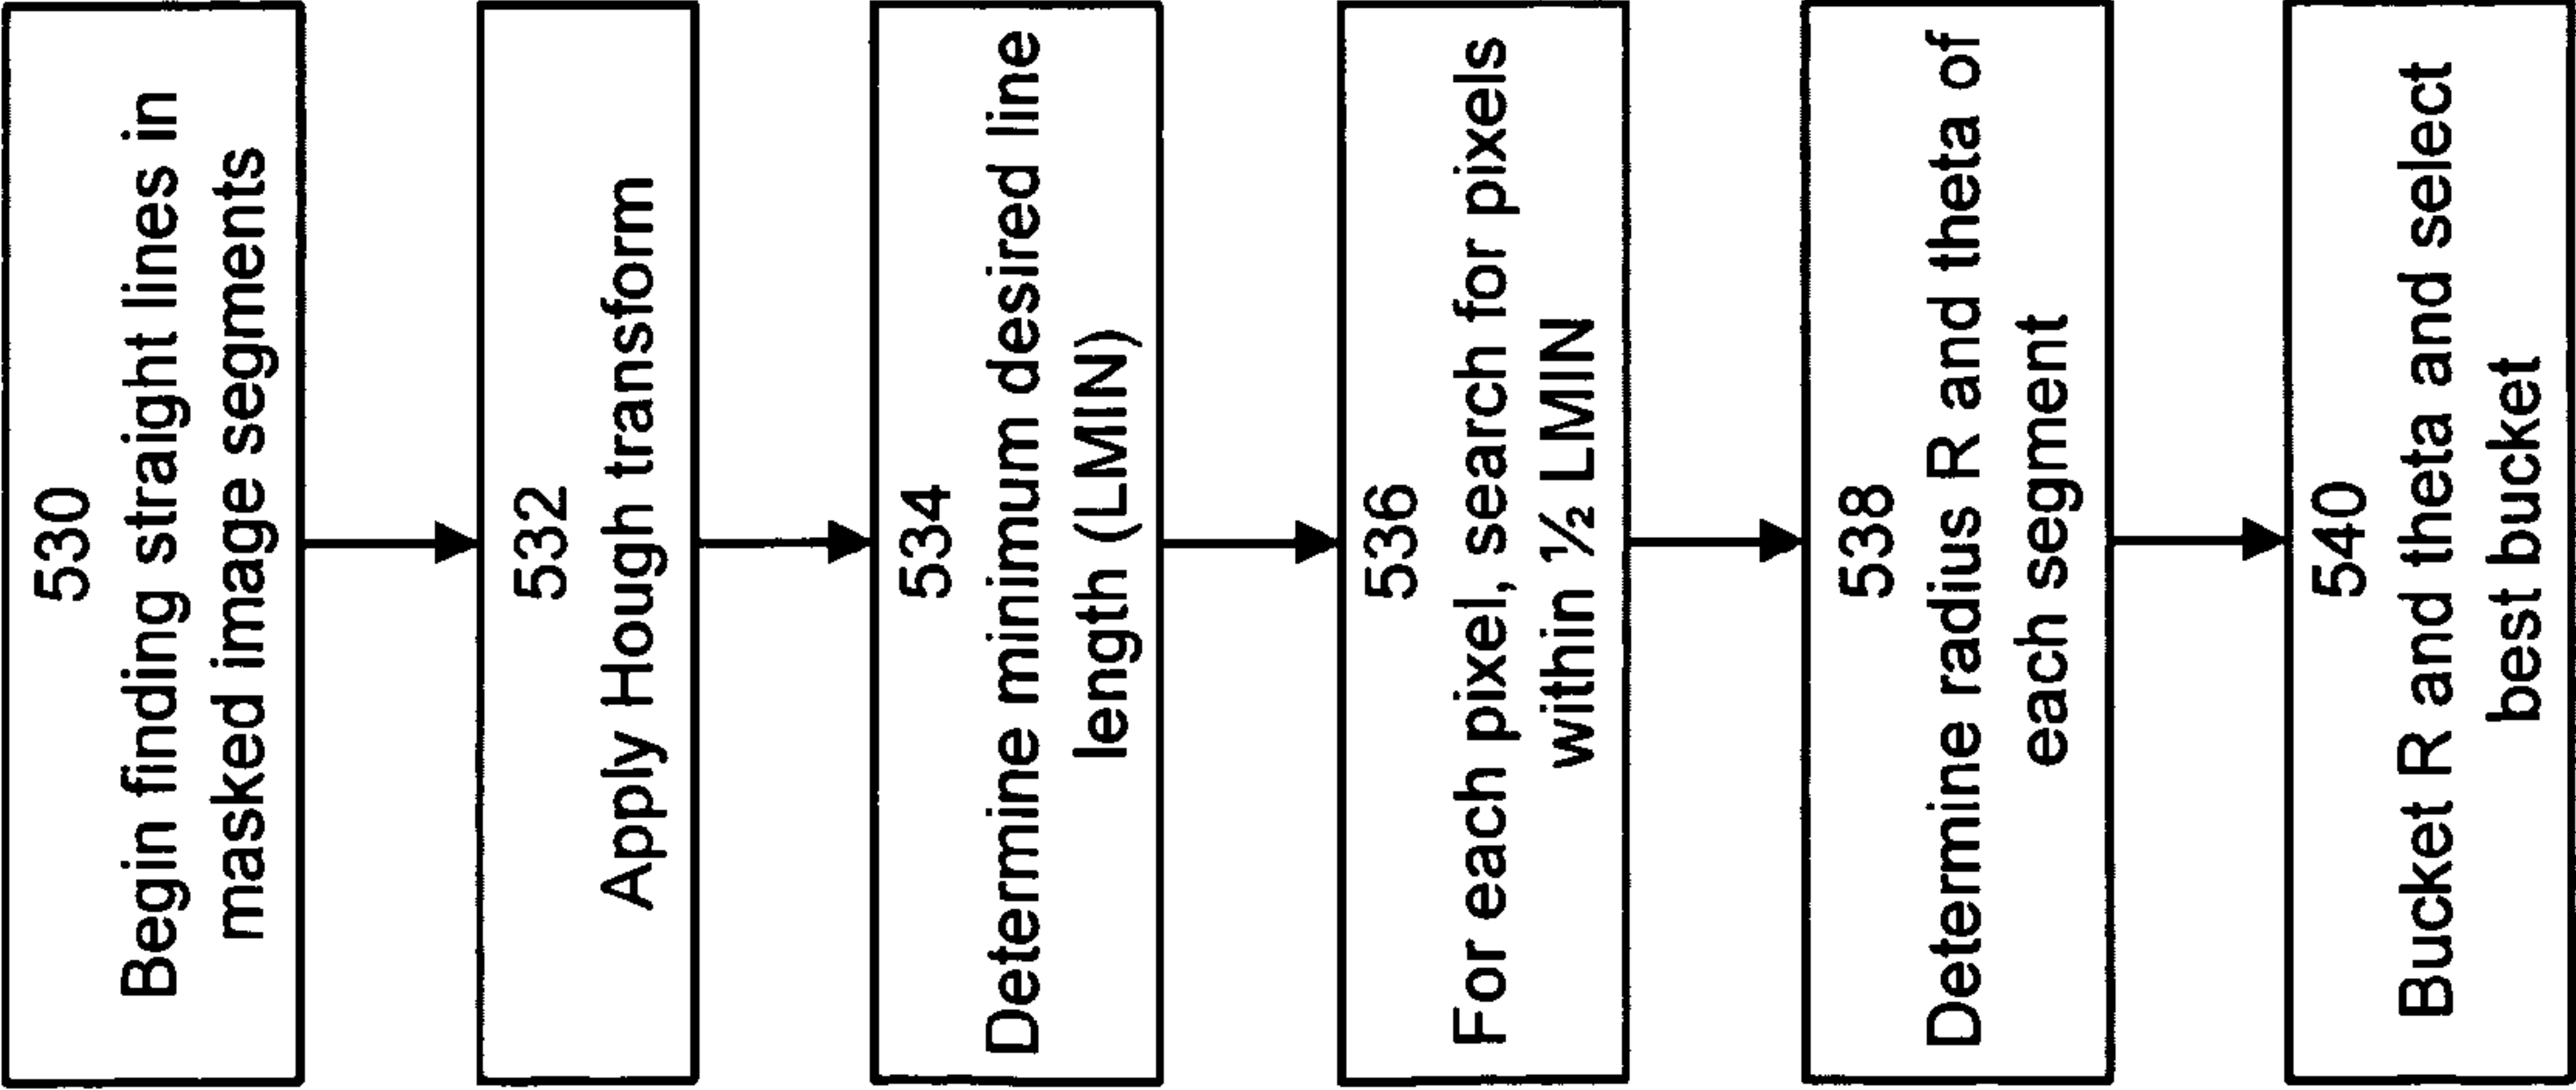 530
Begin finding straight lines in
masked image segments
532
Apply Hough transform
534
Determine minimum desired line
length (LMIN)
536
For each pixel, search for pixels
within ½ LMIN
538
Determine radius R and theta of
each segment
540
Bucket R and theta and select
best bucket